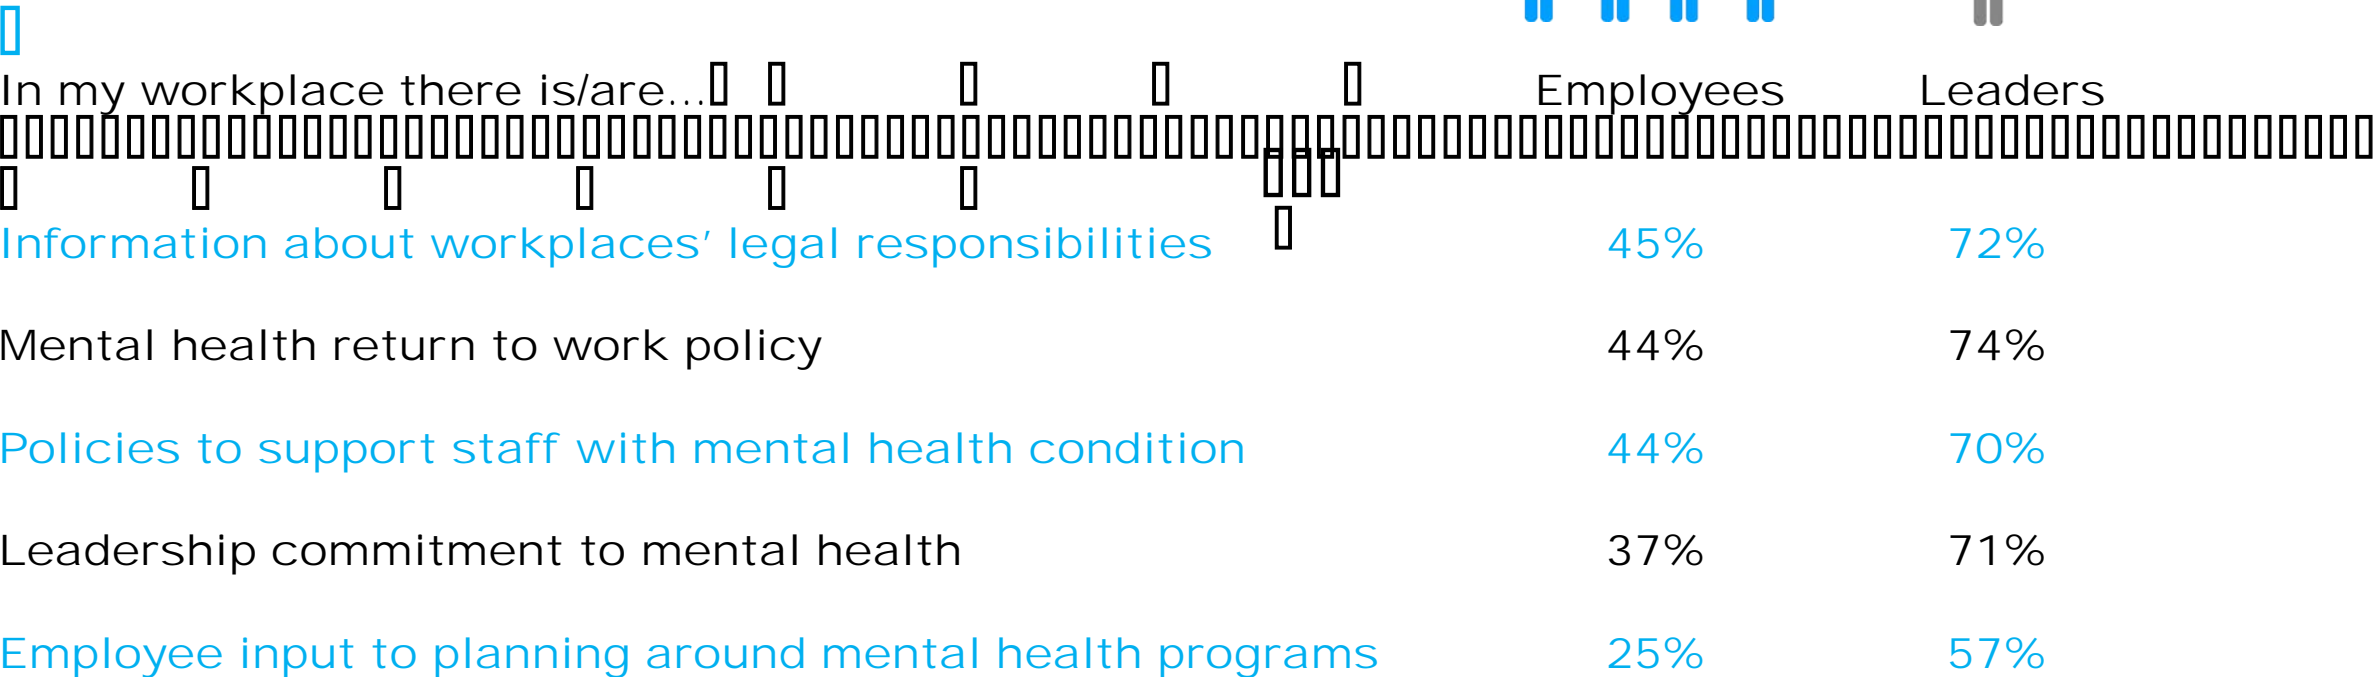 In my workplace there is/are... Employees Leaders
Information about workplaces’ legal responsibilities 45% 72%
Mental health return to work policy 44% 74%
Policies to support staff with mental health condition 44% 70%
Leadership commitment to mental health 37% 71%
Employee input to planning around mental health programs 25% 57%